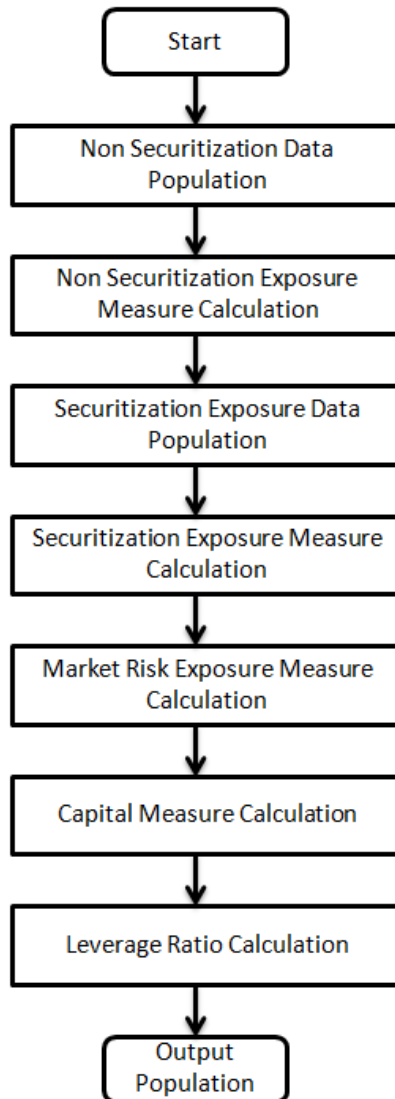 Start
Non Securitization Data
Population
Non Securitization Exposure
Measure Calculation
Securitization Exposure Data
Population
Securitization Exposure Measure
Calculation
Market Risk Exposure Measure
Calculation
Capital Measure Calculation
Leverage Ratio Calculation
Output
Population